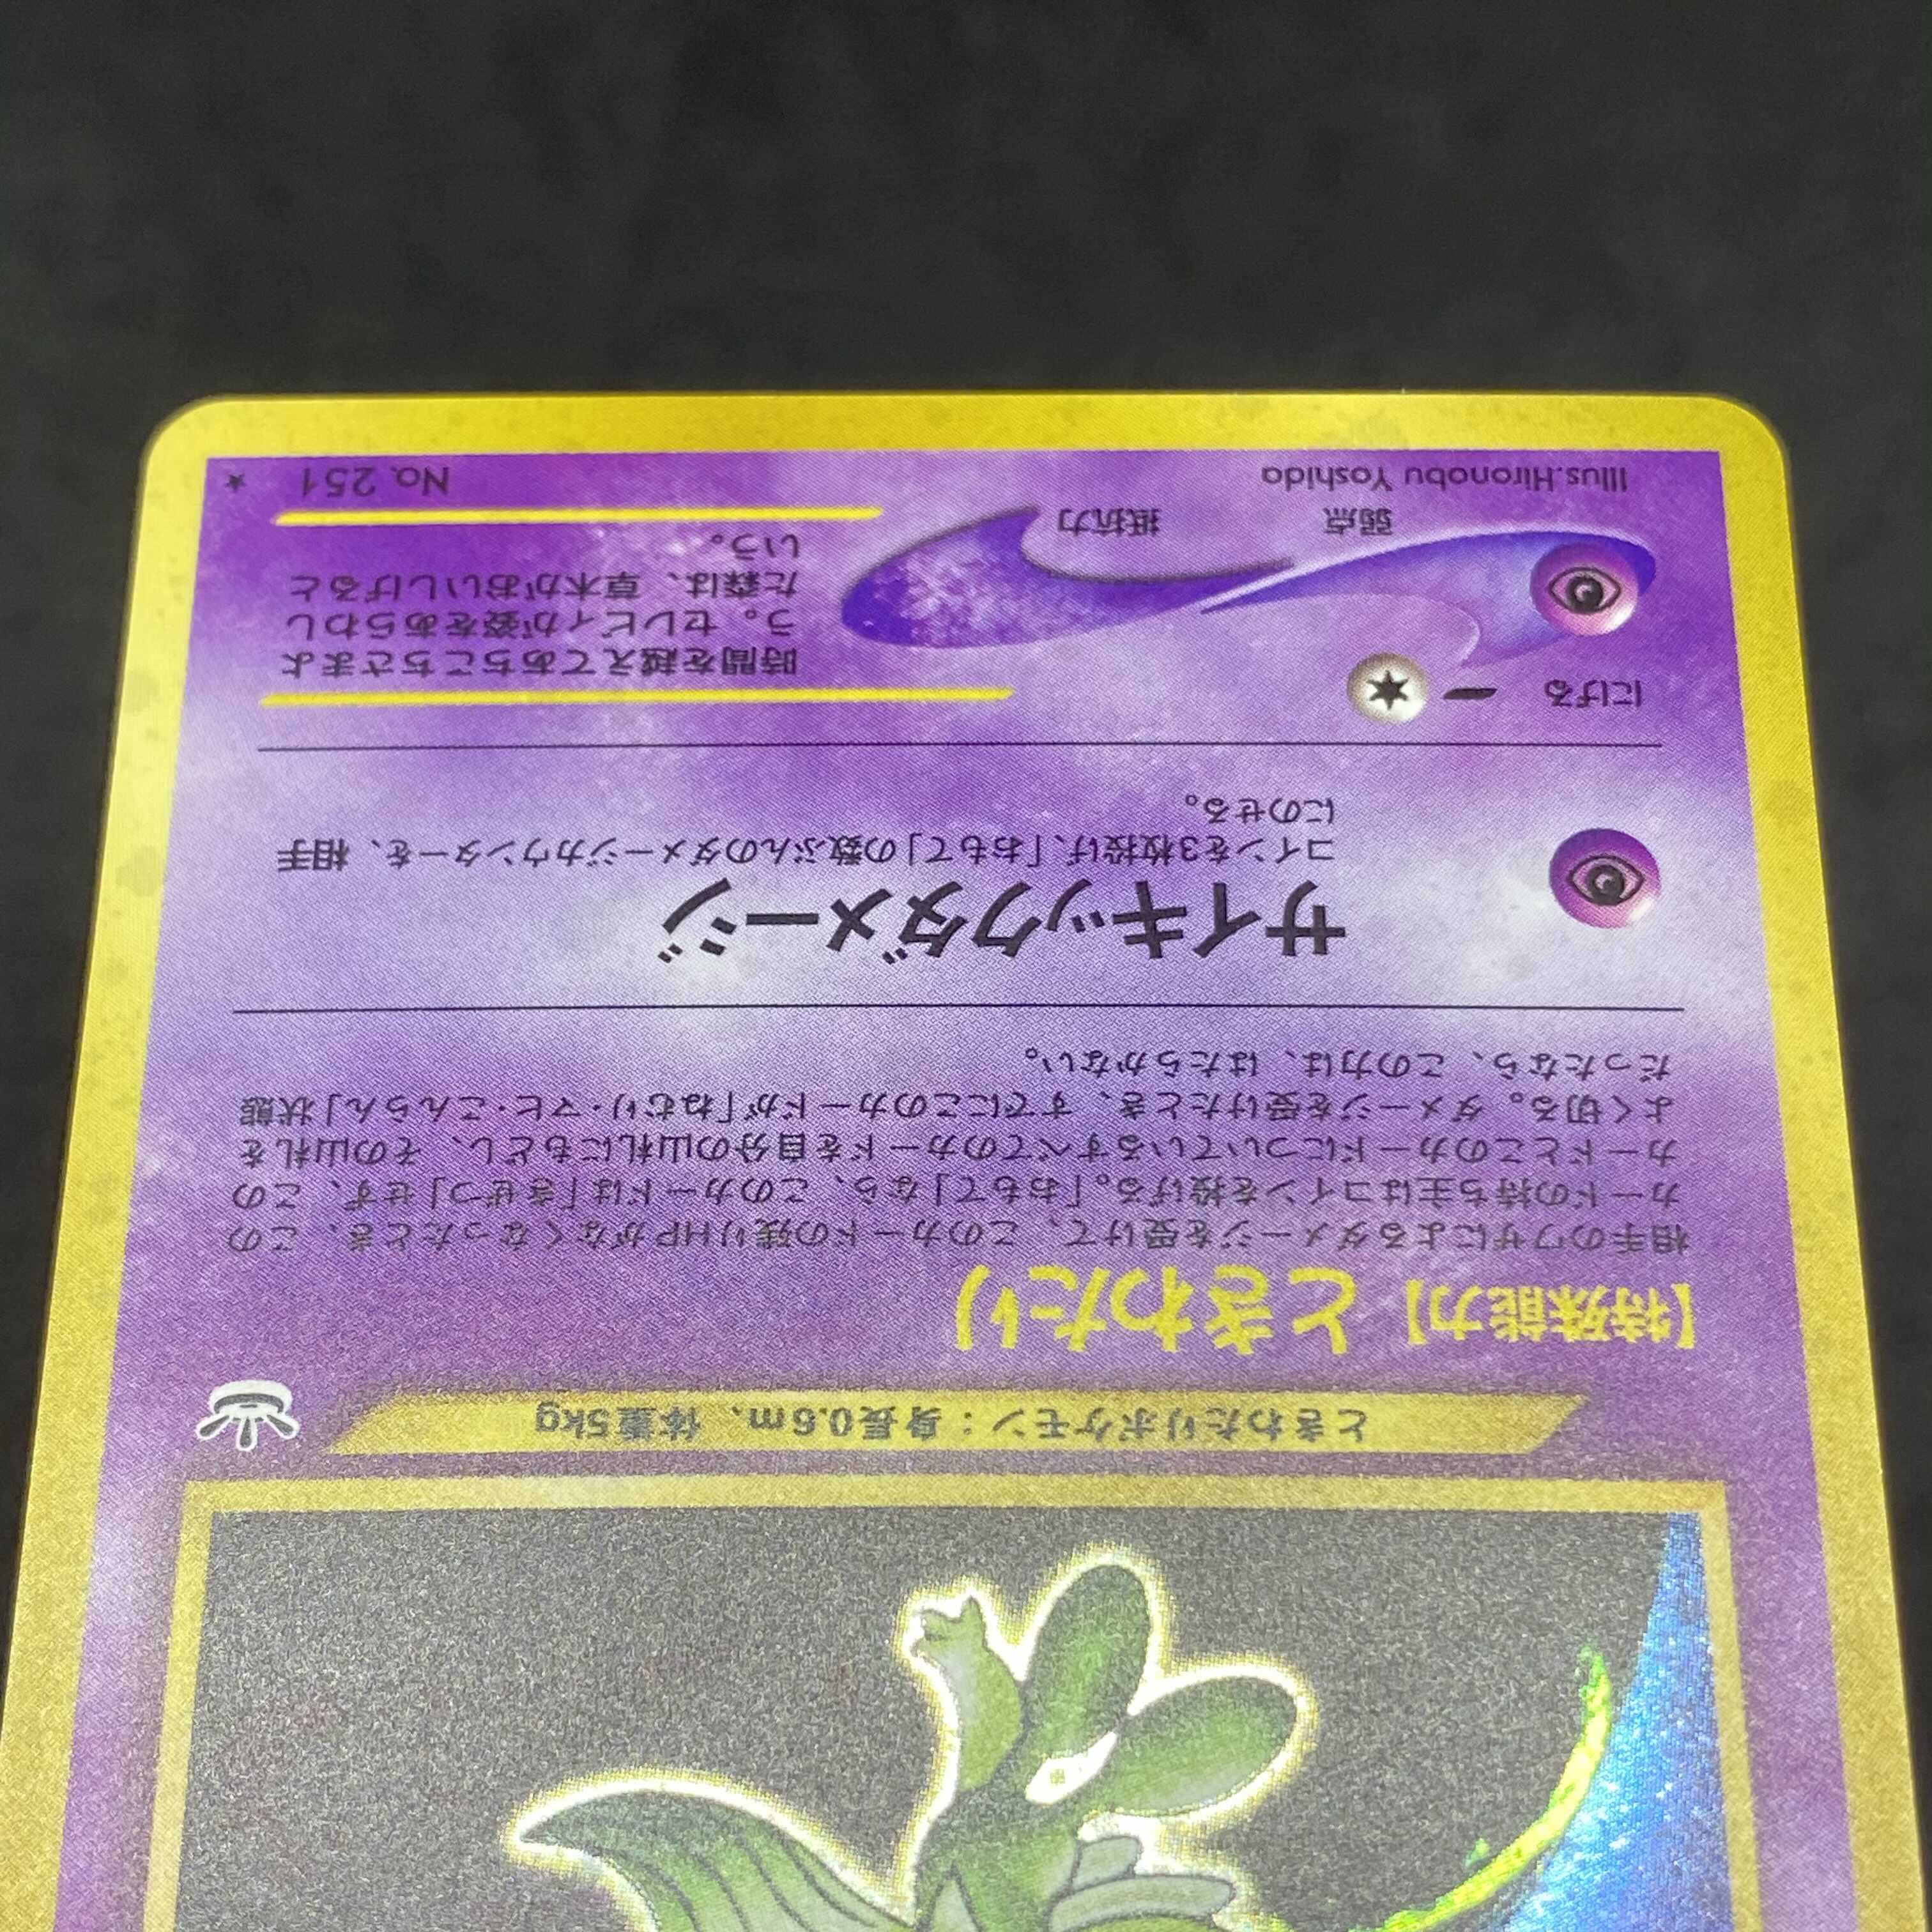 ときわたりポケモン：身長0.6m、体重5kg
【特殊能力】ときわたり
相手のワザによるダメージを受けて、このカードの残りHPがなくなったとき、この
カードの持ち主はコインを投げる。「おもて」なら、このカードは「きぜつ」せず、この
カードとこのカードについているすべてのカードを自分の山札にもどし、その山札を
よく切る。ダメージを受けたとき、すでにこのカードが「ねむり・マヒ・こんらん」状態
だったなら、この力は、はたらかない。
サイキックダメージ
コインを3枚投げ、「おもて」の数ぶんのダメージカウンターを、相手
にのせる。
にげる
弱点 抵抗力
時間を越えてあちこちさまよ
う。セレビィが姿をあらわし
た森は、草木がおいしげると
いう。
Illus.Hironobu Yoshida
No. 251 ★